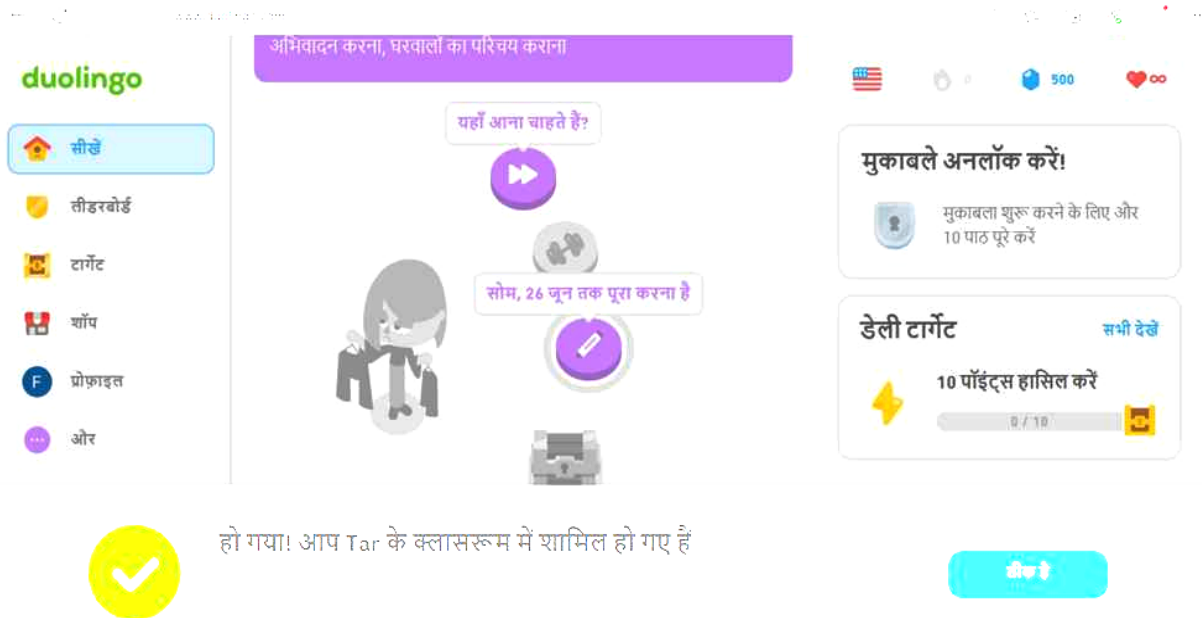 अभिवादन करना, घरवालों का परिचय कराना
duolingo
सीखें
लीडरबोर्ड
टार्गेट
शॉप
F
प्रोफ़ाइल
और
यहाँ आना चाहते हैं?
सोम, 26 जून तक पूरा करना है
0
500
∞
मुकाबले अनलॉक करें!
मुकाबला शुरू करने के लिए और
10 पाठ पूरे करें
डेली टार्गेट
सभी देखें
10 पॉइंट्स हासिल करें
0 / 10
हो गया! आप Tar के क्लासरूम में शामिल हो गए हैं
ठीक है